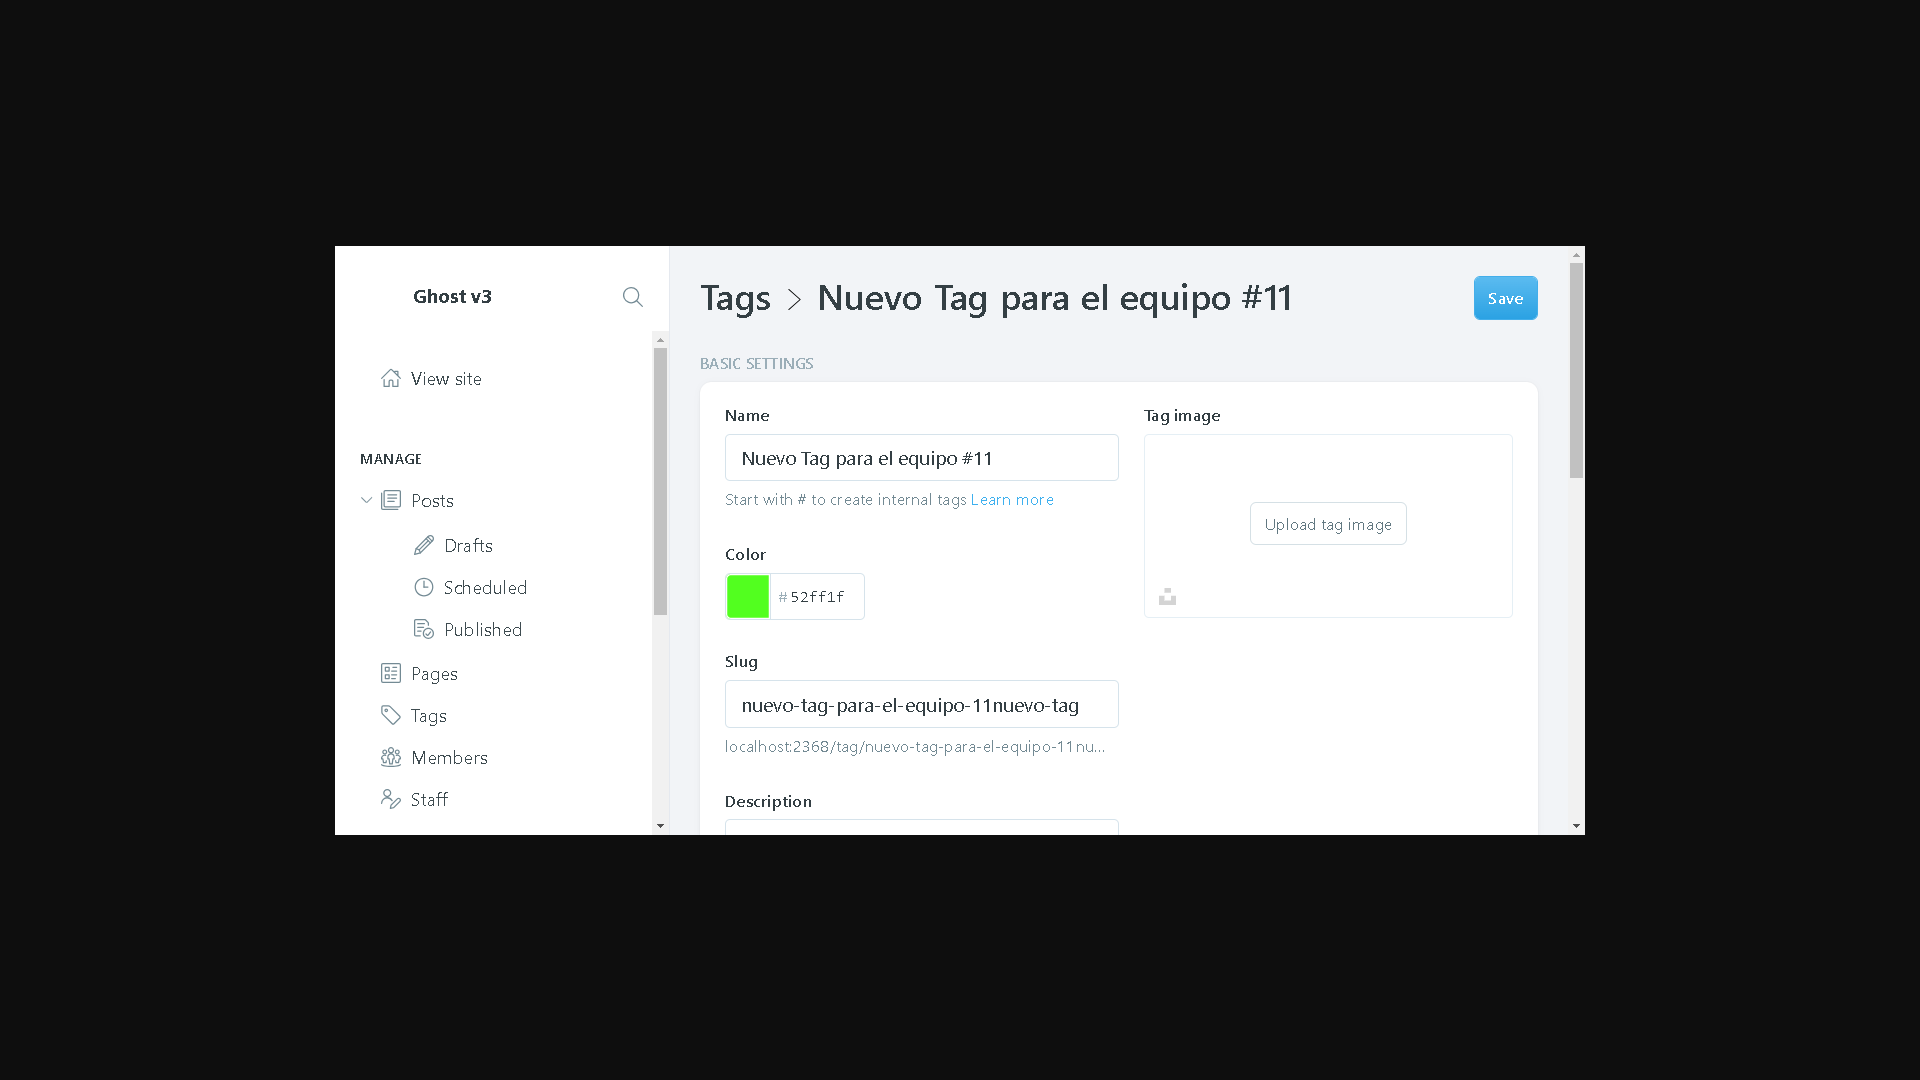 Ghost v3
View site
MANAGE
Posts
Drafts
Scheduled
Published
Pages
Tags
Members
Staff
Tags > Nuevo Tag para el equipo #11
Save
BASIC SETTINGS
Name
Nuevo Tag para el equipo #11
Start with # to create internal tags Learn more
Color
#52ff1f
Slug
nuevo-tag-para-el-equipo-11nuevo-tag
localhost:2368/tag/nuevo-tag-para-el-equipo-11nu...
Description
Tag image
Upload tag image